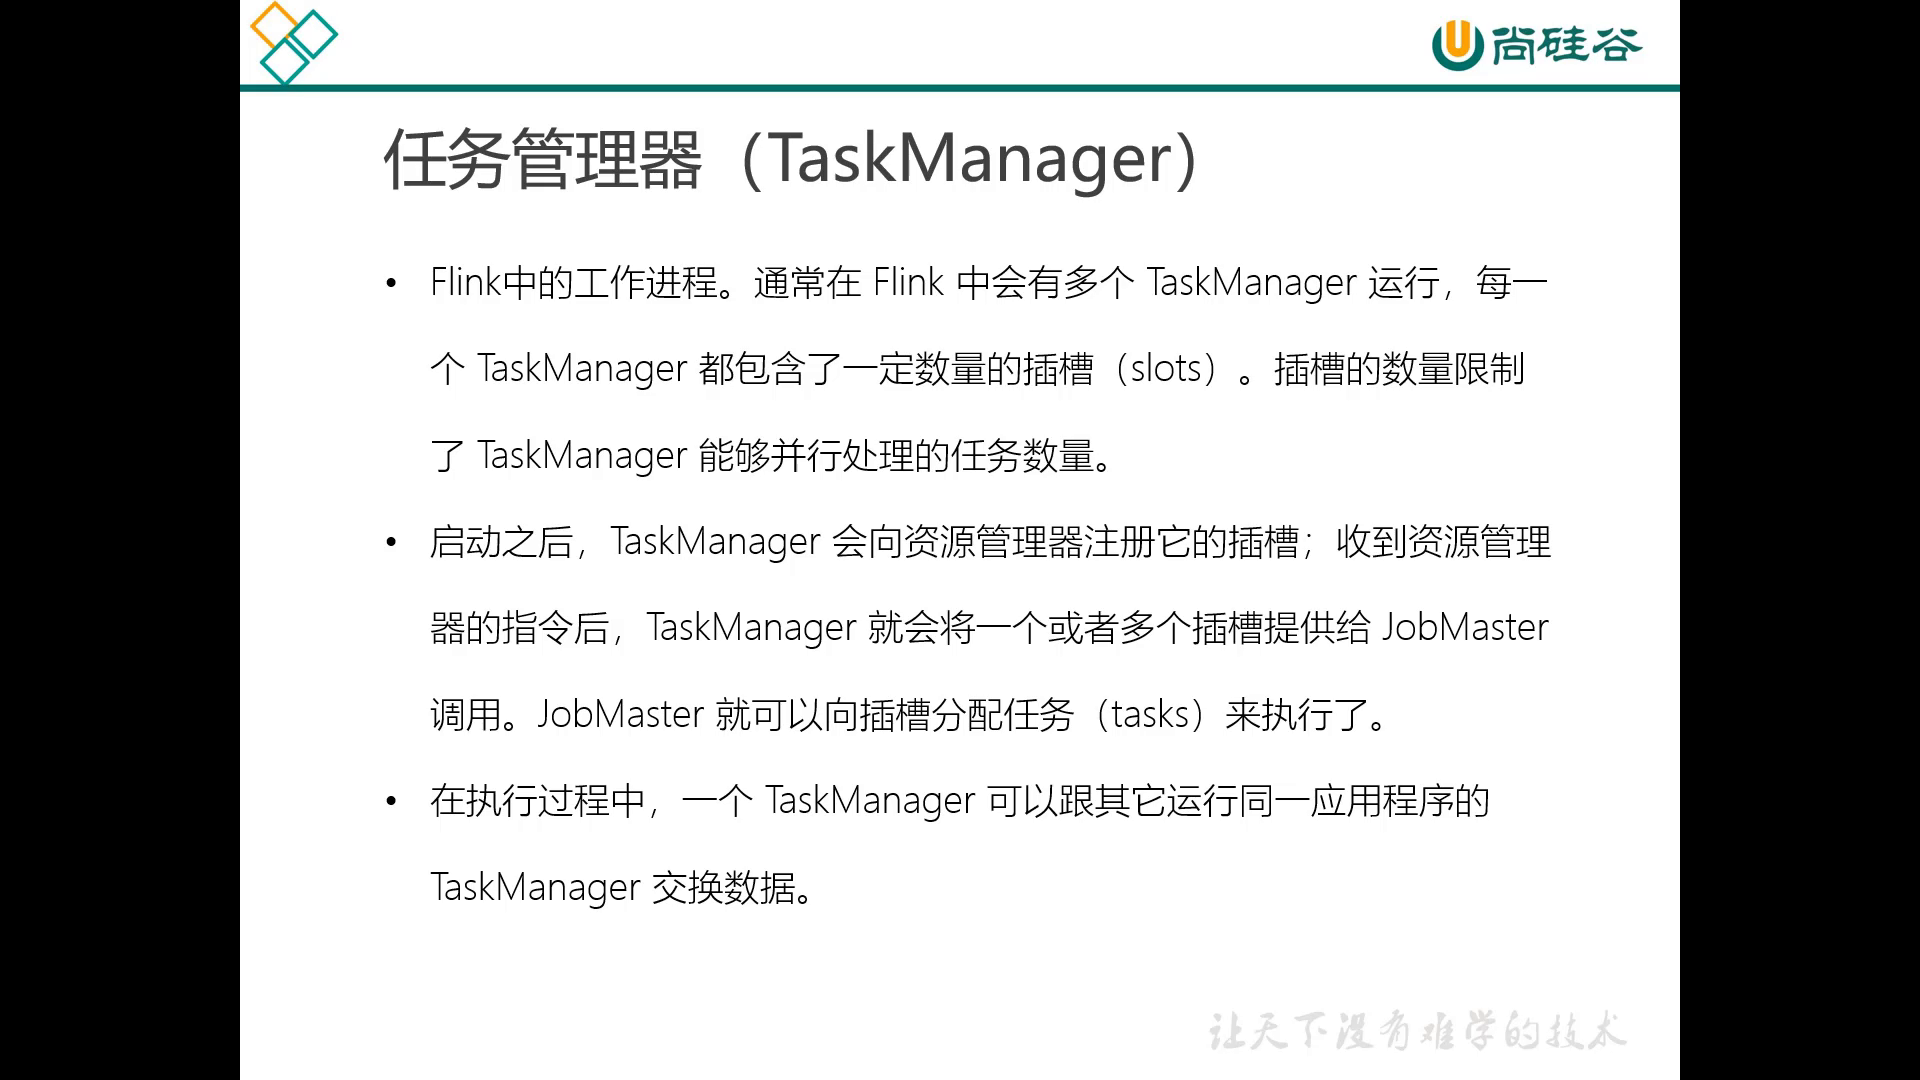 尚硅谷
任务管理器（TaskManager）
• Flink中的工作进程。通常在 Flink 中会有多个 TaskManager 运行，每一
个 TaskManager 都包含了一定数量的插槽（slots）。插槽的数量限制
了 TaskManager 能够并行处理的任务数量。
• 启动之后，TaskManager 会向资源管理器注册它的插槽；收到资源管理
器的指令后，TaskManager 就会将一个或者多个插槽提供给 JobMaster
调用。JobMaster 就可以向插槽分配任务（tasks）来执行了。
• 在执行过程中，一个 TaskManager 可以跟其它运行同一应用程序的
TaskManager 交换数据。
让天下没有难学的技术